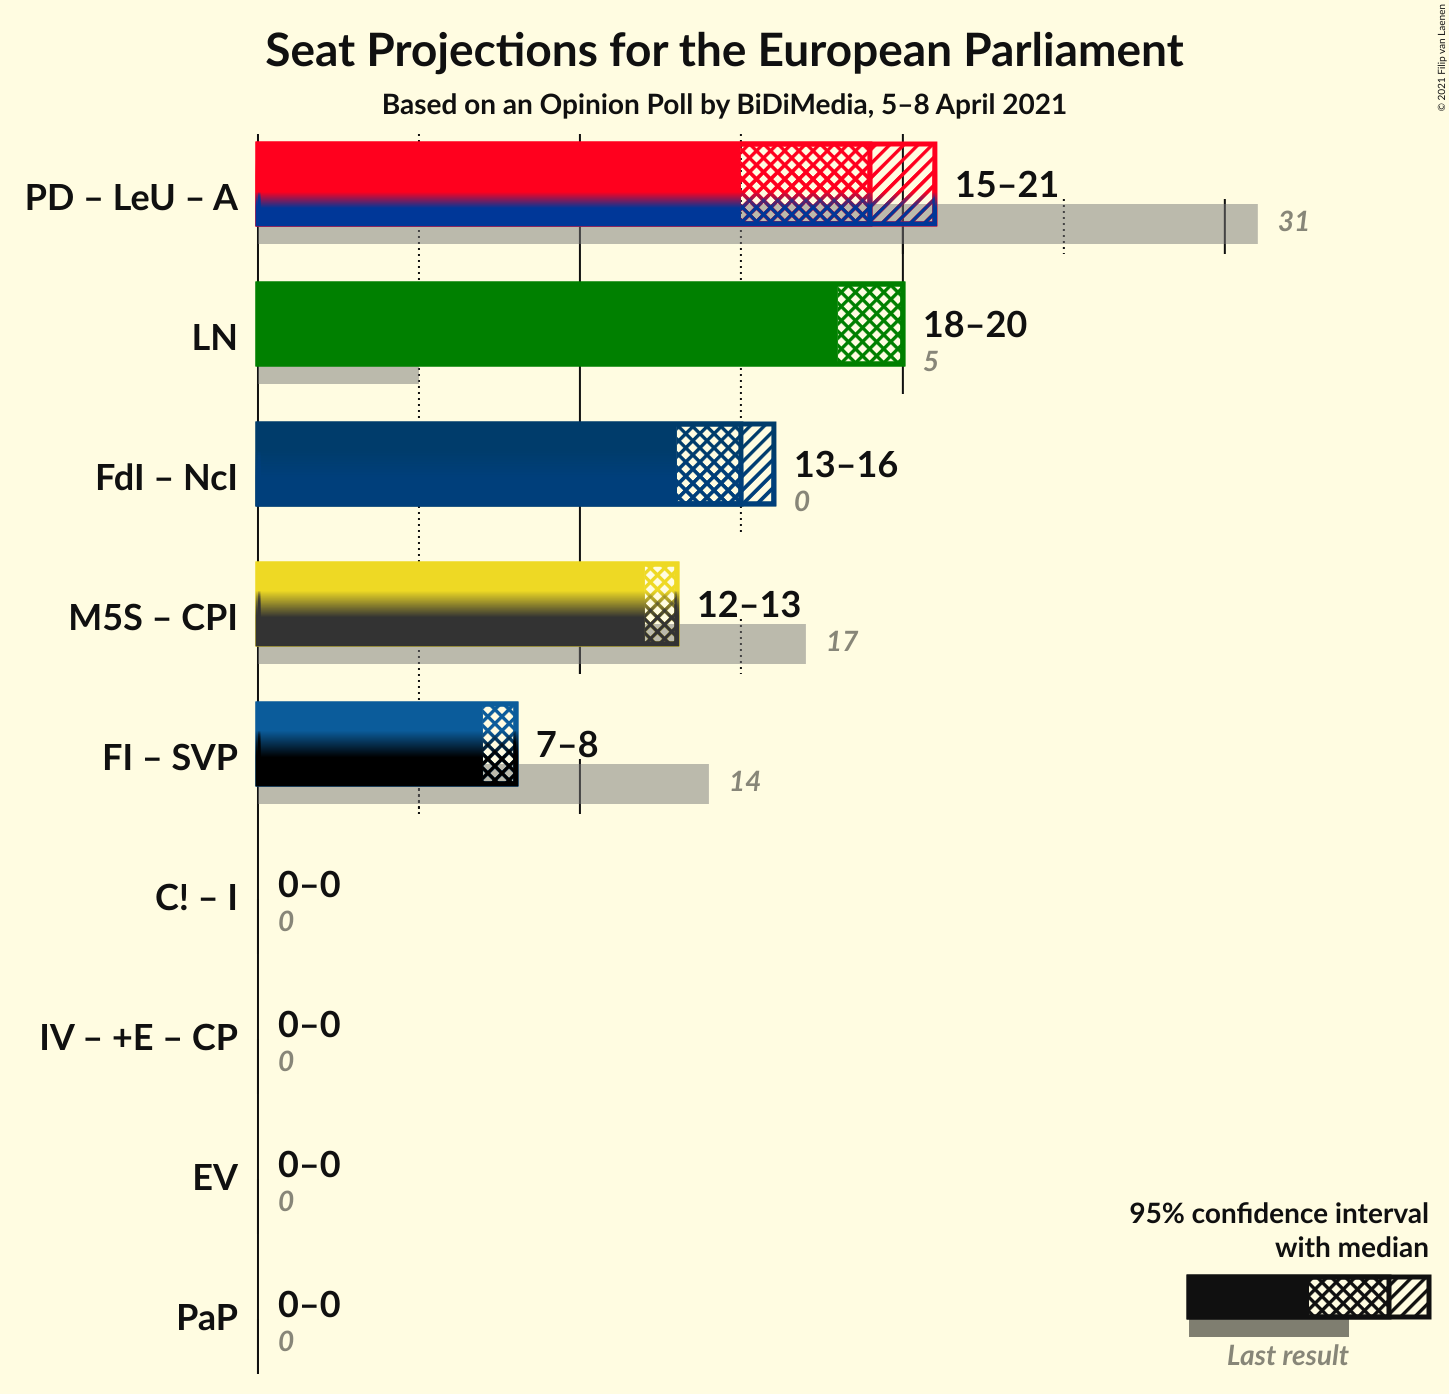 Seat Projections for the European Parliament
Based on an Opinion Poll by BiDiMedia, 5–8 April 2021
© 2021 Filip van Laenen
PD – LeU – A
15–21
31
LN
18–20
5
FdI – NcI
13–16
0
M5S – CPI
12–13
17
FI – SVP
7–8
14
C! – I
0–0
0
IV – +E – CP
0–0
0
EV
0–0
0
PaP
0–0
0
95% confidence interval
with median
Last result